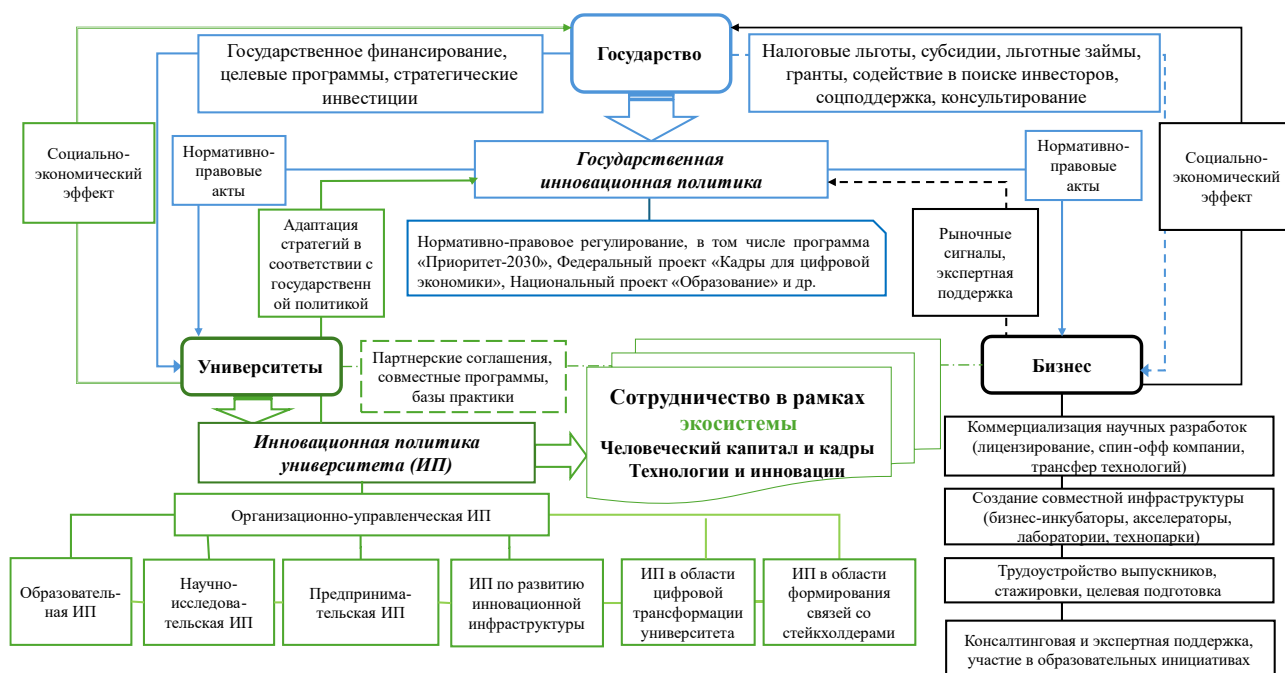 Государство
Государственное финансирование,
целевые программы, стратегические
инвестиции
Налоговые льготы, субсидии, льготные займы,
гранты, содействие в поиске инвесторов,
соцподдержка, консультирование
Социально-
экономический
эффект
Нормативно-
правовые
акты
Государственная
инновационная политика
Нормативно-
правовые
акты
Социально-
экономический
эффект
Адаптация
стратегий в
соответствии с
государственн
ой политикой
Нормативно-правовое регулирование, в том числе программа
«Приоритет-2030», Федеральный проект «Кадры для цифровой
экономики», Национальный проект «Образование» и др.
Рыночные
сигналы,
экспертная
поддержка
Университеты
Партнерские соглашения,
совместные программы,
базы практики
Бизнес
Сотрудничество в рамках
экосистемы
Человеческий капитал и кадры
Технологии и инновации
Инновационная политика
университета (ИП)
Организационно-управленческая ИП
Образователь-
ная ИП
Научно-
исследова-
тельская ИП
Предпринима-
тельская ИП
ИП по развитию
инновационной
инфраструктуры
ИП в области
цифровой
трансформации
университета
ИП в области
формирования
связей со
стейкхолдерами
Коммерциализация научных разработок
(лицензирование, спин-офф компании,
трансфер технологий)
Создание совместной инфраструктуры
(бизнес-инкубаторы, акселераторы,
лаборатории, технопарки)
Трудоустройство выпускников,
стажировки, целевая подготовка
Консалтинговая и экспертная поддержка,
участие в образовательных инициативах